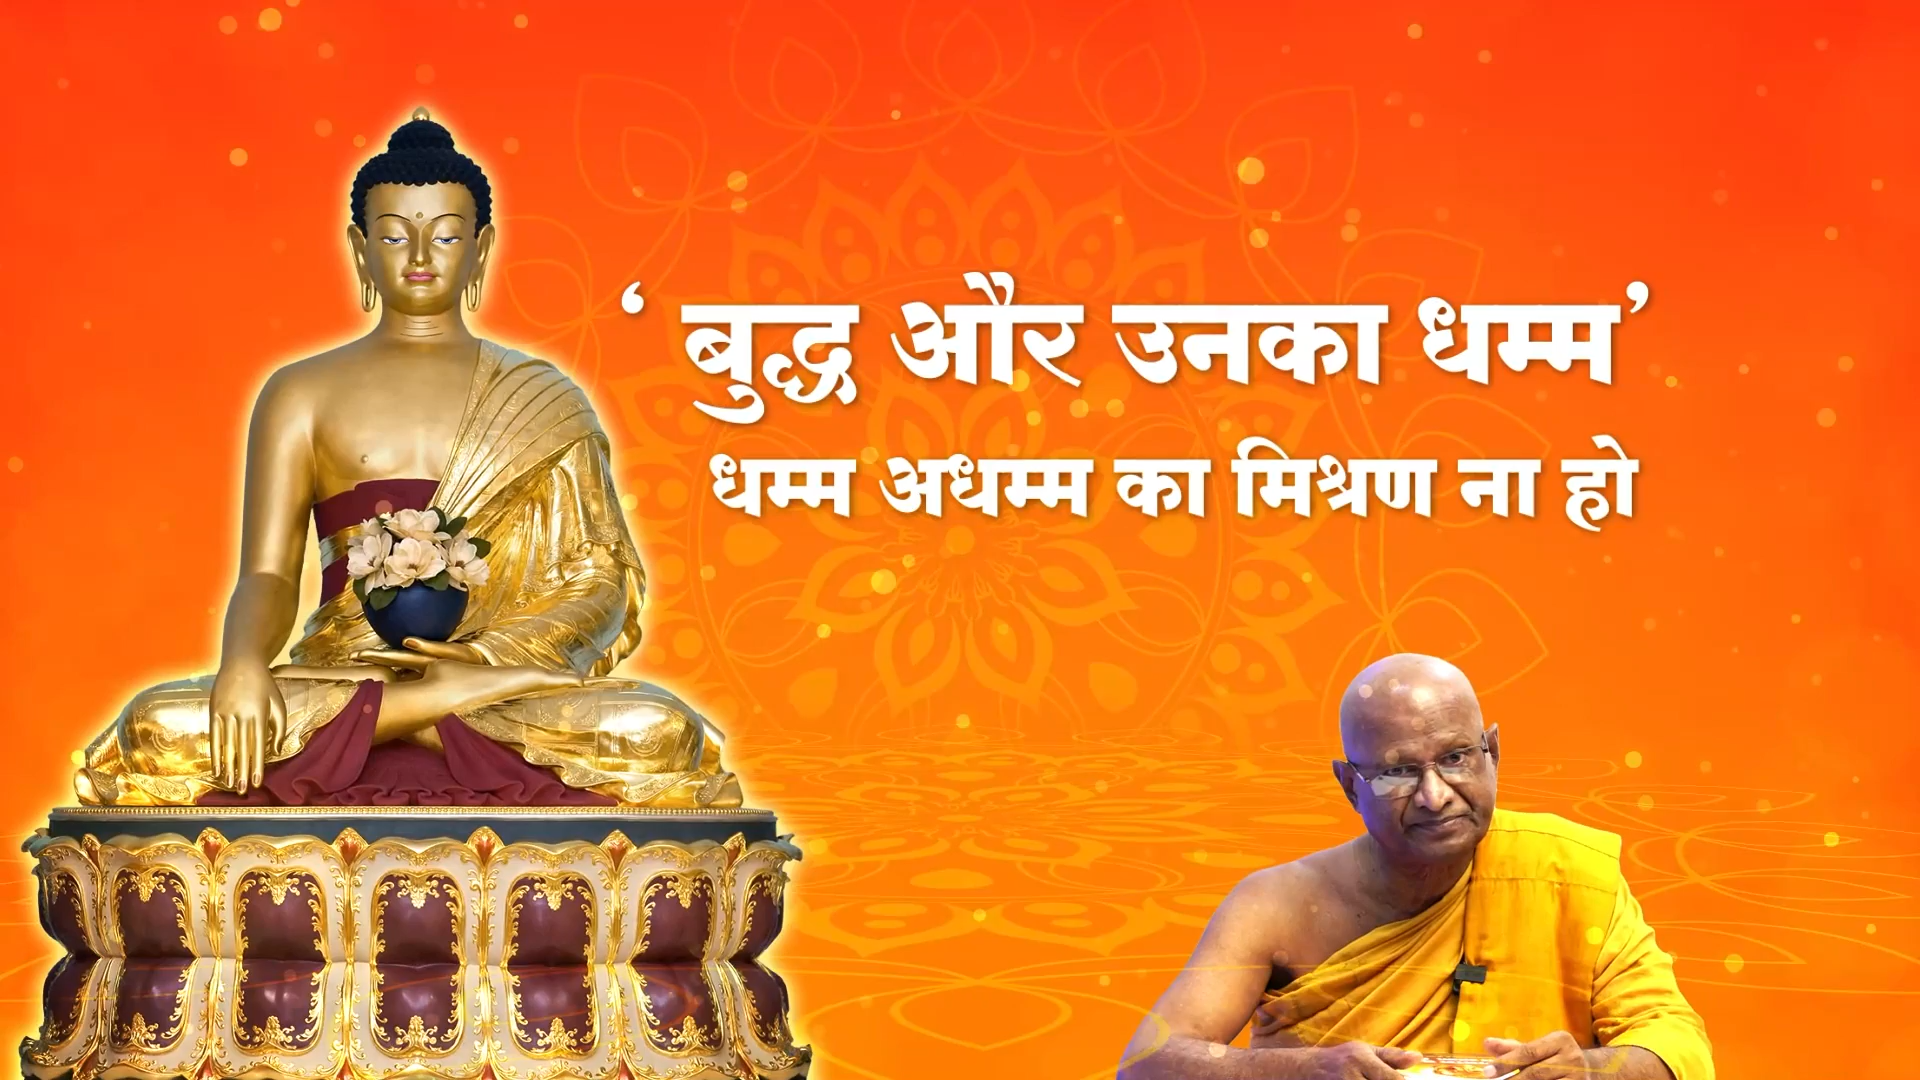 ‘ बुद्ध और उनका धम्म’
धम्म अधम्म का मिश्रण ना हो